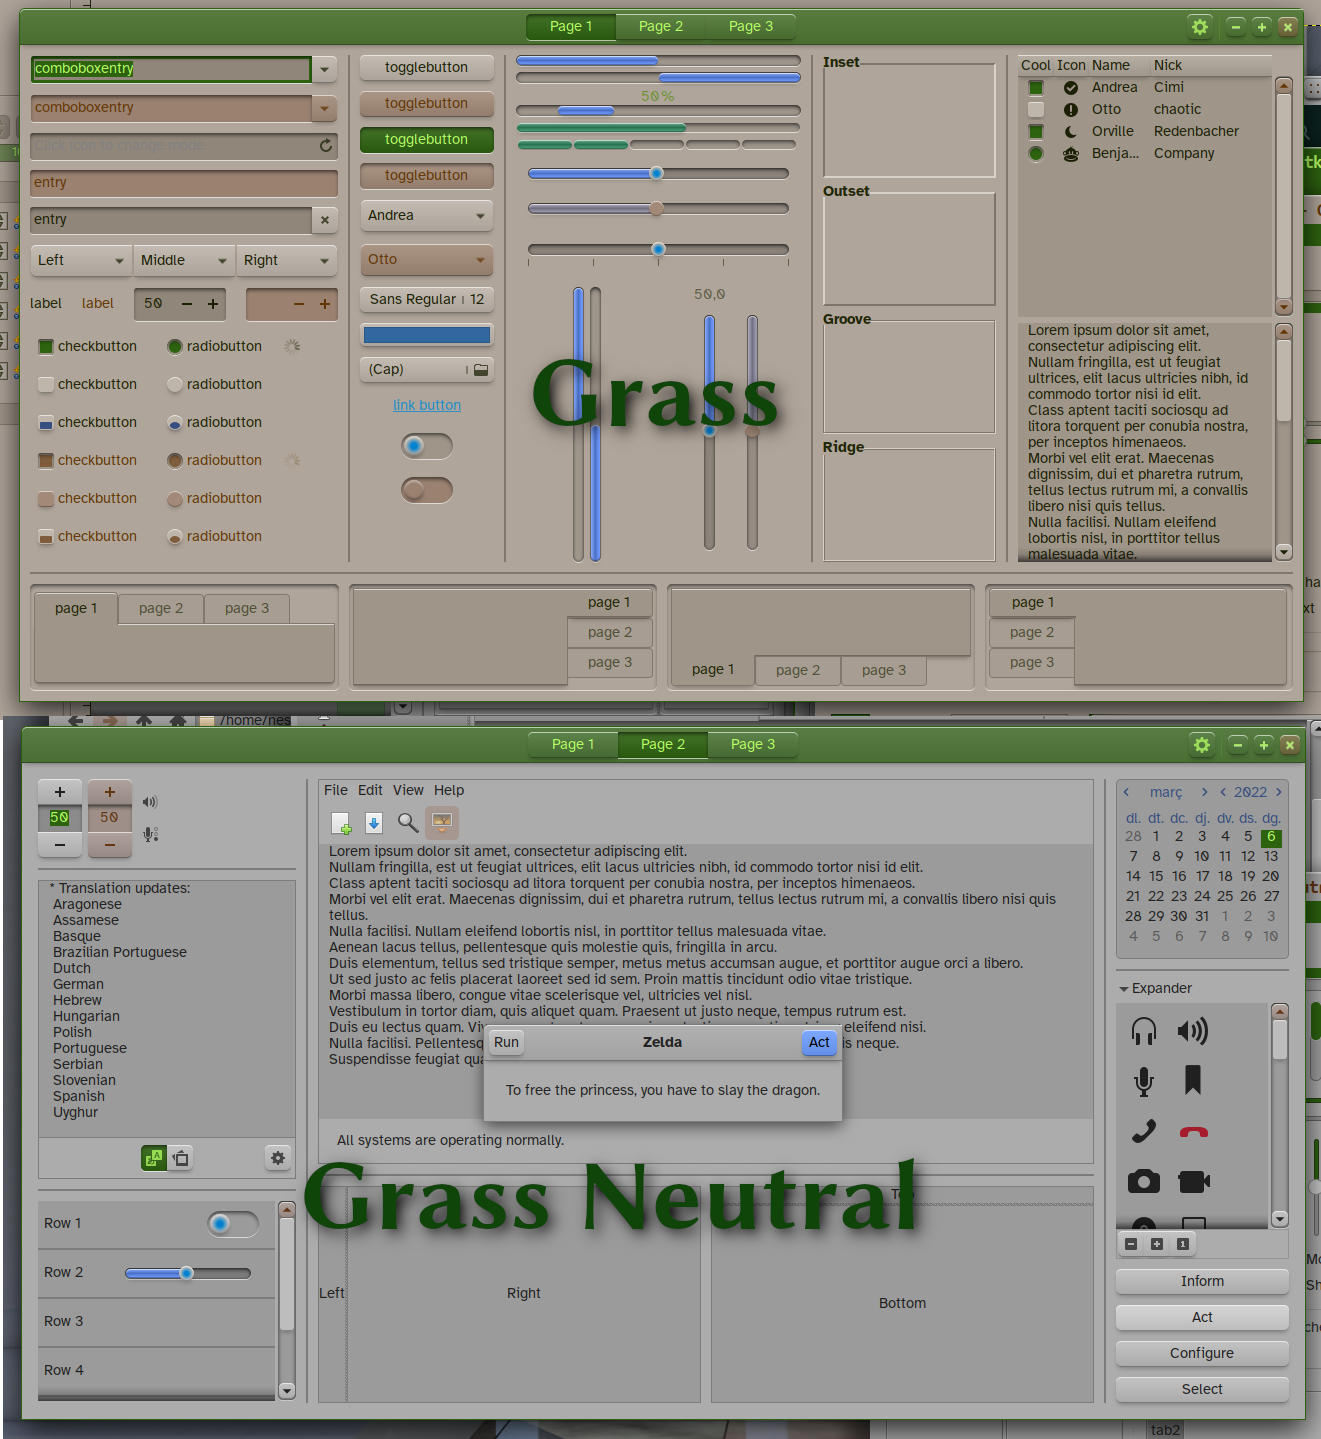 Page 1 Page 2 Page 3
comboboxentry
comboboxentry
Click icon to change mode
entry
entry
Left Middle Right
label label 50
checkbutton radiobutton
checkbutton radiobutton
checkbutton radiobutton
checkbutton radiobutton
checkbutton radiobutton
checkbutton radiobutton
togglebutton
togglebutton
togglebutton
togglebutton
Andrea
Otto
Sans Regular 12
(Cap)
link button
50%
50,0
Grass
Inset
Outset
Groove
Ridge
Cool Icon Name Nick
Andrea Cimi
Otto chaotic
Orville Redenbacher
Benja... Company
Lorem ipsum dolor sit amet,
consectetur adipiscing elit.
Nullam fringilla, est ut feugiat
ultrices, elit lacus ultricies nibh, id
commodo tortor nisi id elit.
Class aptent taciti sociosqu ad
litora torquent per conubia nostra,
per inceptos himenaeos.
Morbi vel elit erat. Maecenas
dignissim, dui et pharetra rutrum,
tellus lectus rutrum mi, a convallis
libero nisi quis tellus.
Nulla facilisi. Nullam eleifend
lobortis nisl, in porttitor tellus
malesuada vitae.
page 1 page 2 page 3
page 1
page 2
page 3
page 1 page 2 page 3
page 1
page 2
page 3
/home/nes
Page 1 Page 2 Page 3
50 50
* Translation updates:
Aragonese
Assamese
Basque
Brazilian Portuguese
Dutch
German
Hebrew
Hungarian
Polish
Portuguese
Serbian
Slovenian
Spanish
Uyghur
Row 1
Row 2
Row 3
Row 4
File Edit View Help
Lorem ipsum dolor sit amet, consectetur adipiscing elit.
Nullam fringilla, est ut feugiat ultrices, elit lacus ultricies nibh, id commodo tortor nisi id elit.
Class aptent taciti sociosqu ad litora torquent per conubia nostra, per inceptos himenaeos.
Morbi vel elit erat. Maecenas dignissim, dui et pharetra rutrum, tellus lectus rutrum mi, a convallis libero nisi quis
tellus.
Nulla facilisi. Nullam eleifend lobortis nisl, in porttitor tellus malesuada vitae.
Aenean lacus tellus, pellentesque quis molestie quis, fringilla in arcu.
Duis elementum, tellus sed tristique semper, metus metus accumsan augue, et porttitor augue orci a libero.
Ut sed justo ac felis placerat laoreet sed id sem. Proin mattis tincidunt odio vitae tristique.
Morbi massa libero, congue vitae scelerisque vel, ultricies vel nisl.
Vestibulum in tortor diam, quis aliquet quam. Praesent ut justo neque, tempus rutrum est.
Duis eu lectus quam. Viv eleifend nisi.
Nulla facilisi. Pellentesq is neque.
Suspendisse feugiat qua
Run Zelda Act
To free the princess, you have to slay the dragon.
All systems are operating normally.
Grass Neutral
Left Right
Top
Bottom
març 2022
dl. dt. dc. dj. dv. ds. dg.
28 1 2 3 4 5 6
7 8 9 10 11 12 13
14 15 16 17 18 19 20
21 22 23 24 25 26 27
28 29 30 31 1 2 3
4 5 6 7 8 9 10
Expander
Inform
Act
Configure
Select
tab2